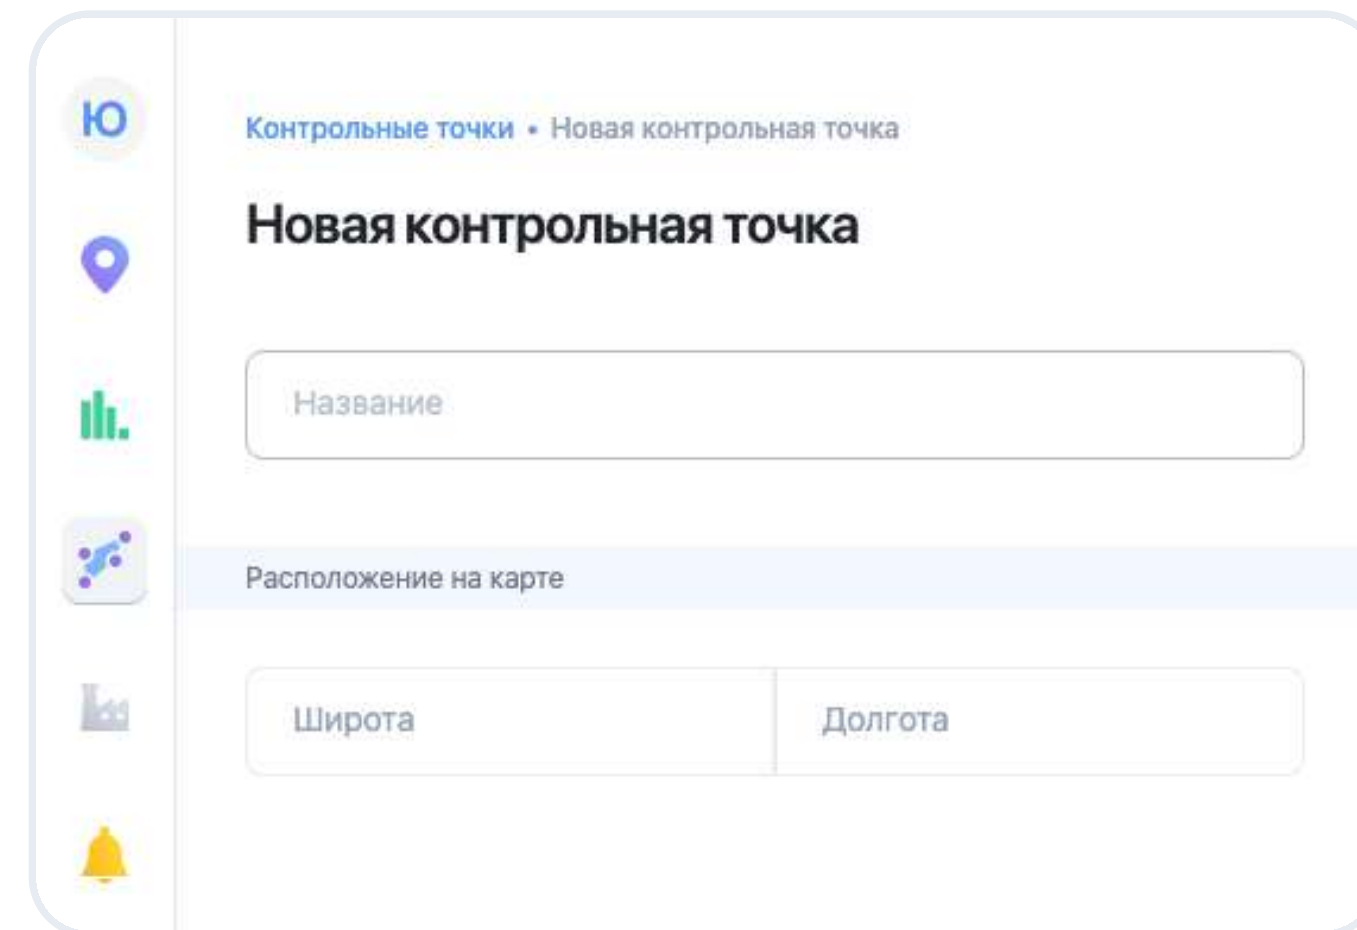 Ю
Контрольные точки • Новая контрольная точка
Новая контрольная точка
Название
Расположение на карте
Широта
Долгота